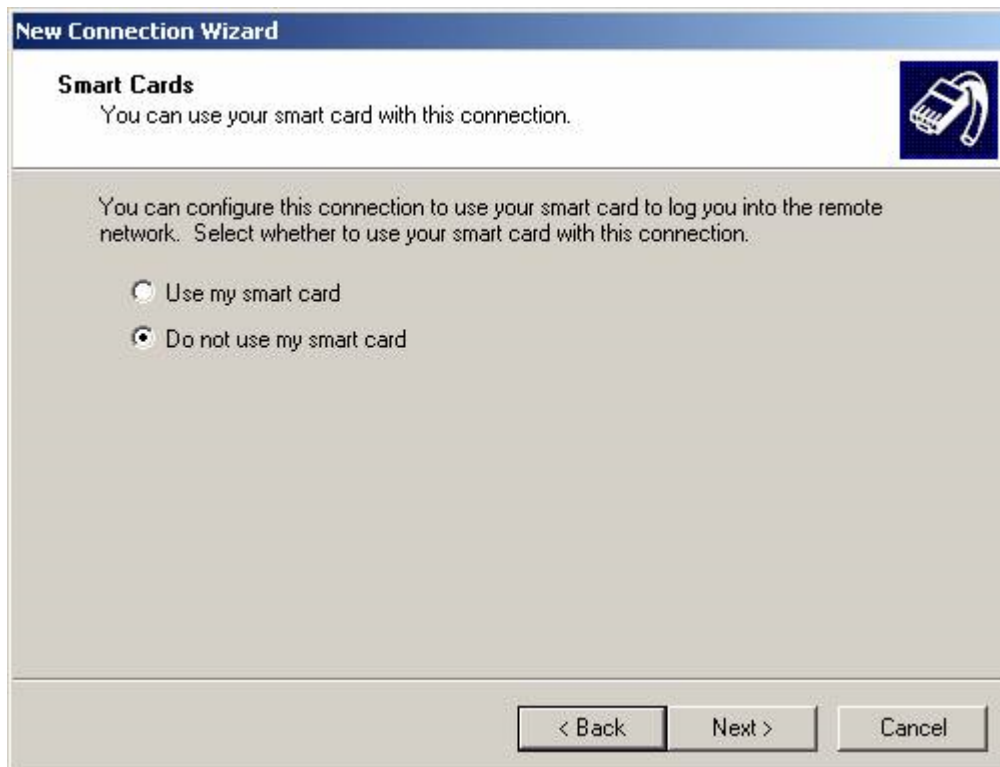 New Connection Wizard
Smart Cards
You can use your smart card with this connection.
You can configure this connection to use your smart card to log you into the remote
network. Select whether to use your smart card with this connection.
Use my smart card
Do not use my smart card
< Back
Next >
Cancel